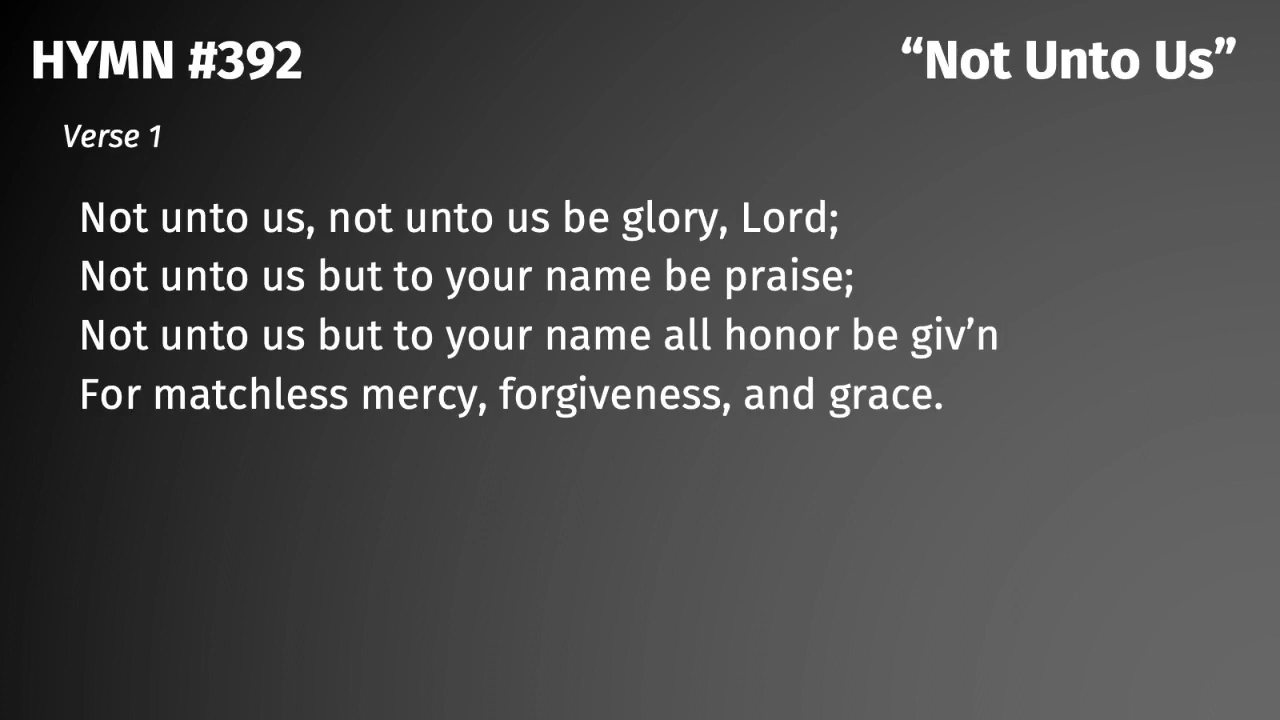 HYMN #392
“Not Unto Us”
Verse 1
Not unto us, not unto us be glory, Lord;
Not unto us but to your name be praise;
Not unto us but to your name all honor be giv’n
For matchless mercy, forgiveness, and grace.